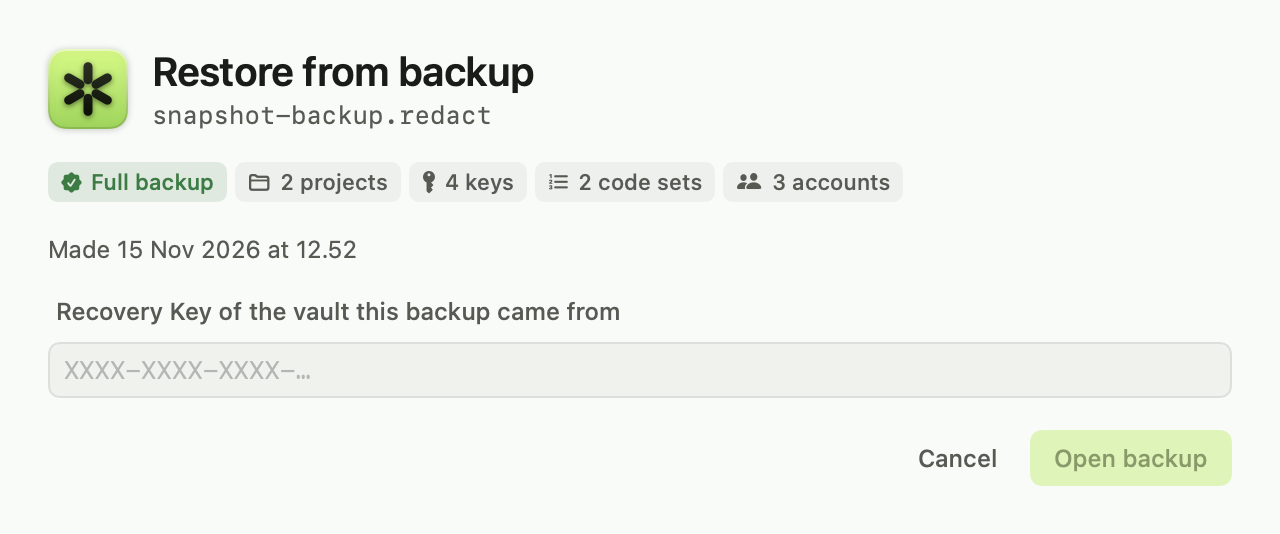 Restore from backup
snapshot-backup.redact
Full backup 2 projects 4 keys 2 code sets 3 accounts
Made 15 Nov 2026 at 12.52
Recovery Key of the vault this backup came from
XXXX-XXXX-XXXX-…
Cancel Open backup